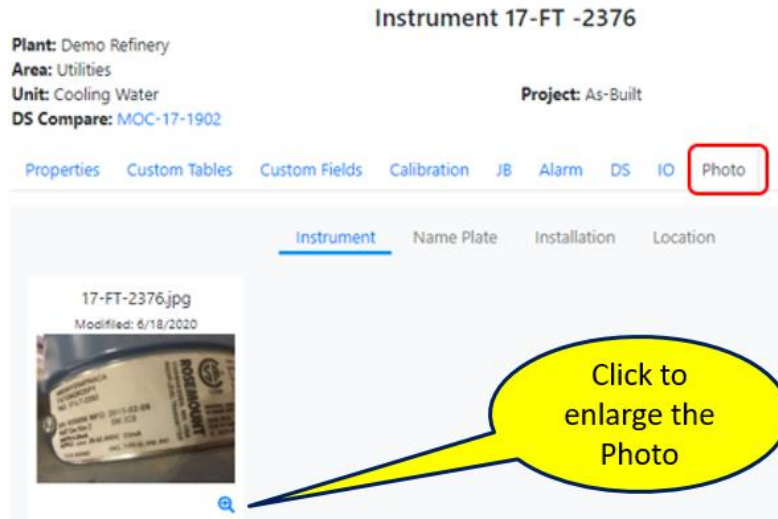 Instrument 17-FT -2376
Plant: Demo Refinery
Area: Utilities
Unit: Cooling Water
Project: As-Built
DS Compare: MOC-17-1902
Properties Custom Tables Custom Fields Calibration JB Alarm DS IO Photo
Instrument Name Plate Installation Location
17-FT-2376.jpg
Modified: 6/18/2020
ROSEMOUNT
Click to
enlarge the
Photo